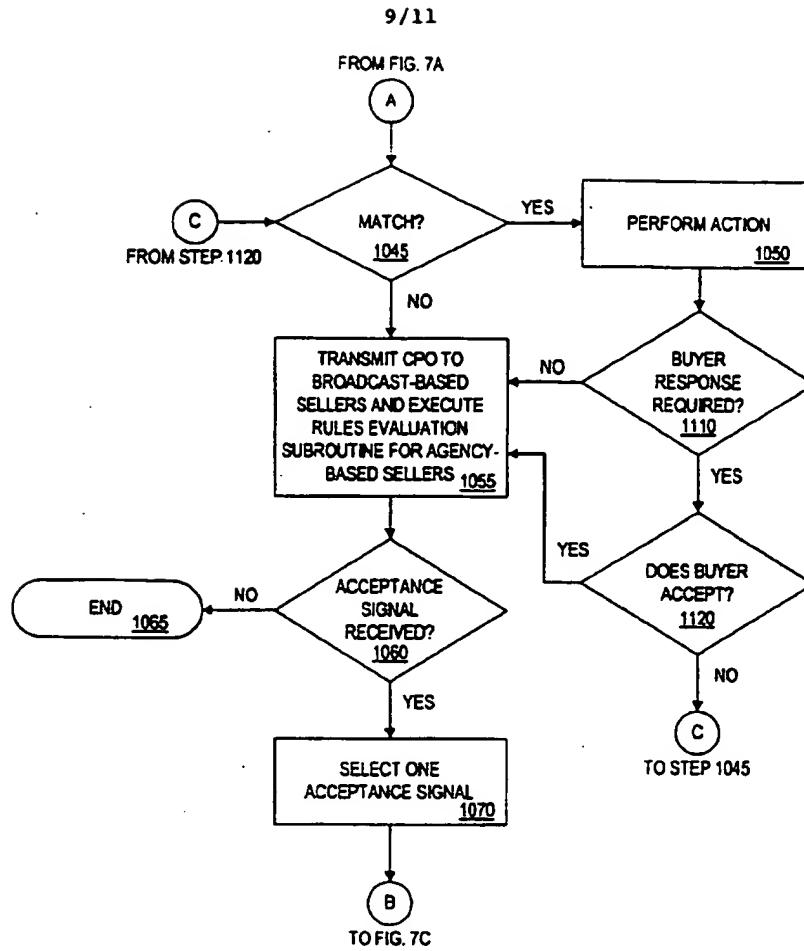 9/11
FROM FIG. 7A
A
C
FROM STEP 1120
MATCH?
1045
YES
PERFORM ACTION
1050
NO
TRANSMIT CPO TO
BROADCAST-BASED
SELLERS AND EXECUTE
RULES EVALUATION
SUBROUTINE FOR AGENCY-
BASED SELLERS 1055
NO
BUYER
RESPONSE
REQUIRED?
1110
YES
YES
DOES BUYER
ACCEPT?
1120
NO
C
TO STEP 1045
ACCEPTANCE
SIGNAL
RECEIVED?
1060
NO
END
1065
YES
SELECT ONE
ACCEPTANCE SIGNAL
1070
B
TO FIG. 7C